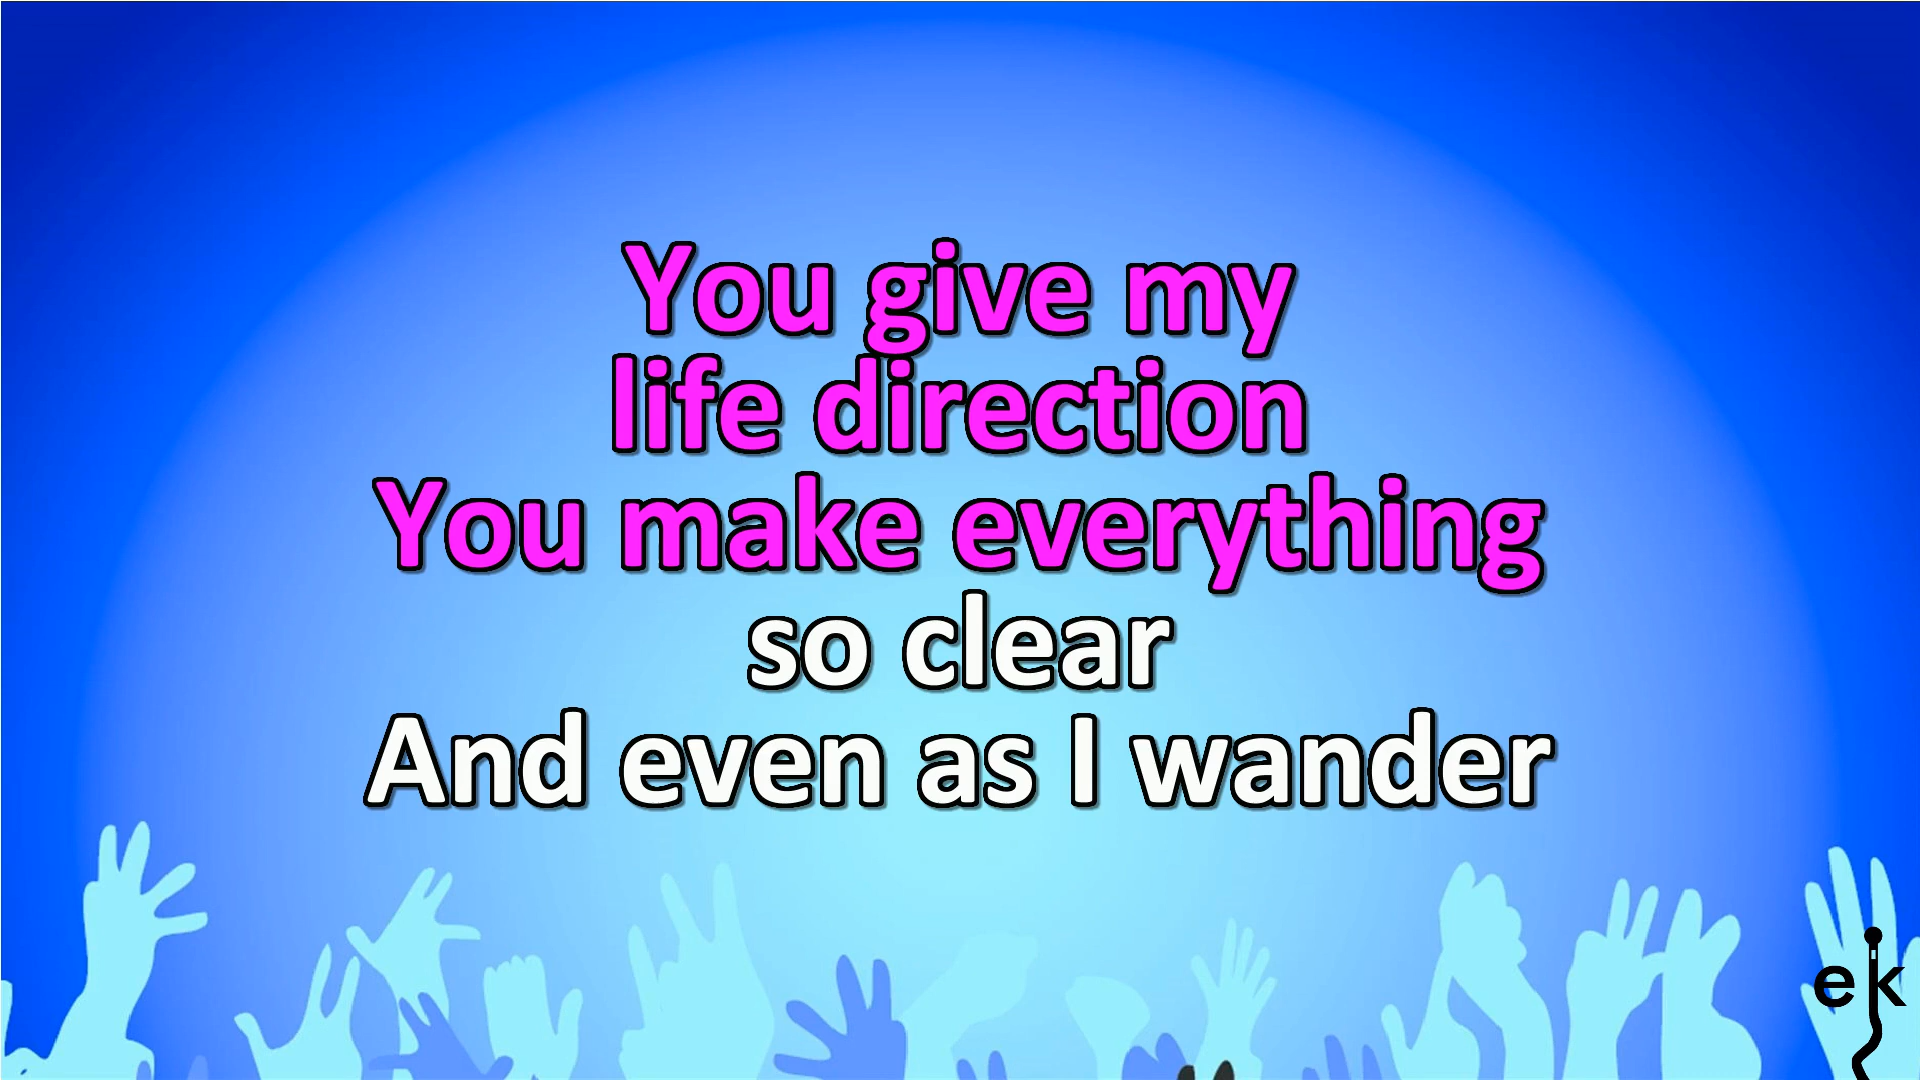 You give my
life direction
You make everything
so clear
And even as I wander
ek